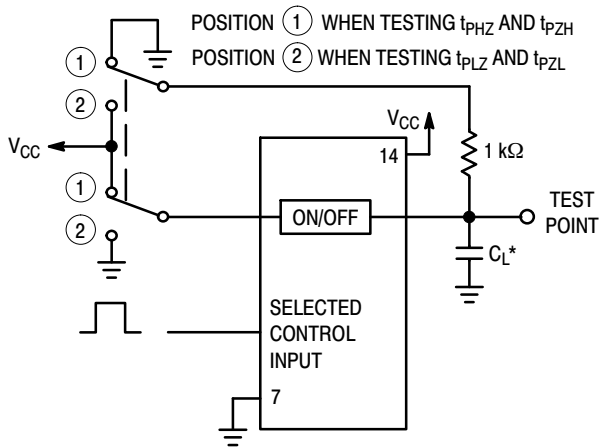 POSITION 1 WHEN TESTING tPHZ AND tPZH
POSITION 2 WHEN TESTING tPLZ AND tPZL
1
2
VCC
1
2
VCC
14
1 kΩ
ON/OFF
TEST
POINT
CL*
SELECTED
CONTROL
INPUT
7